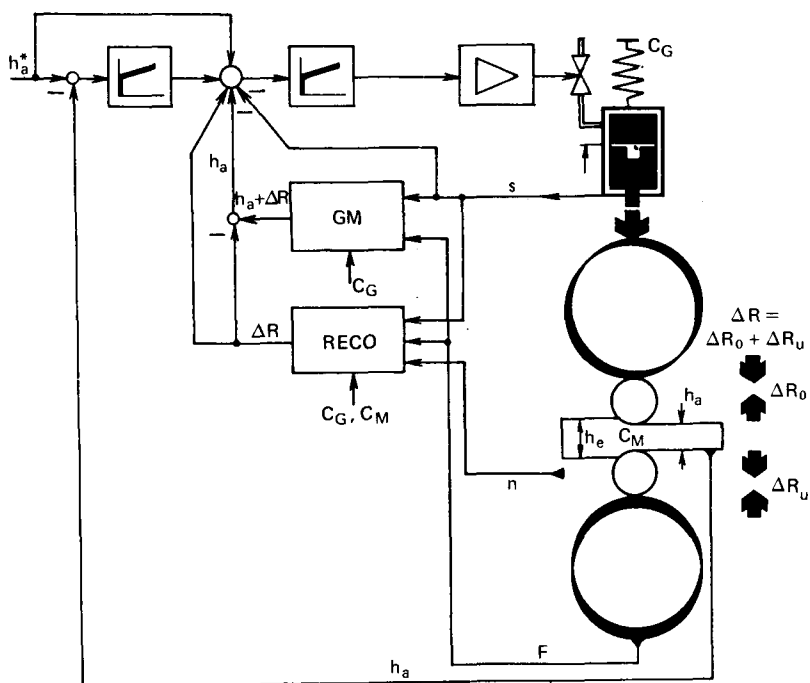 C_G
h_a^*
−
−
−
h_a
s
h_a+ΔR
GM
−
C_G
ΔR
RECO
C_G, C_M
ΔR =
ΔR_0 + ΔR_u
ΔR_0
h_a
h_e
C_M
n
ΔR_u
F
h_a